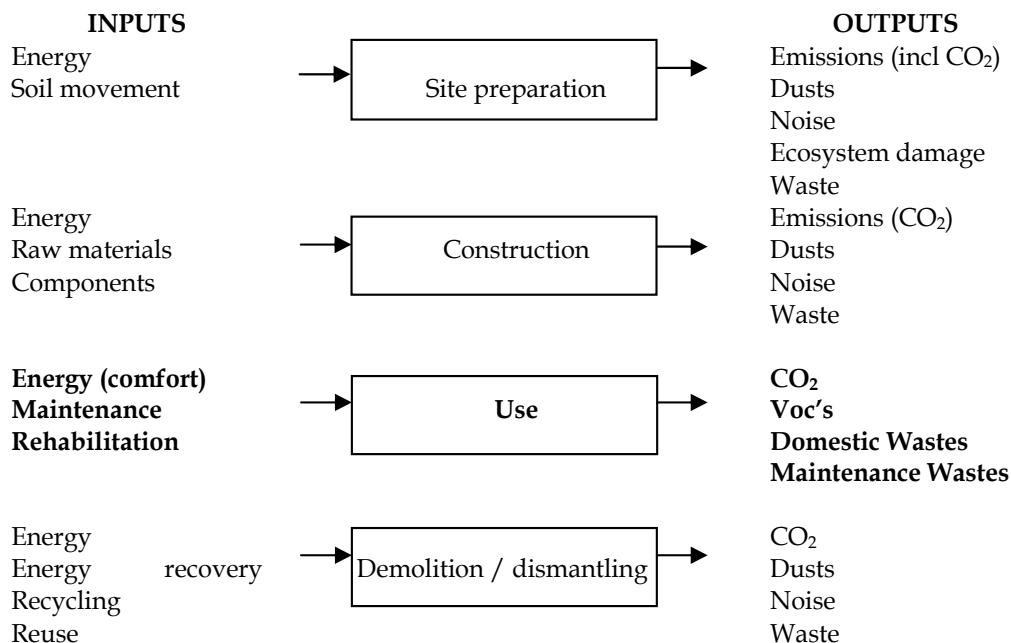 INPUTS OUTPUTS
Energy Emissions (incl CO₂)
Soil movement Site preparation Dusts
Noise
Ecosystem damage
Waste
Energy Emissions (CO₂)
Raw materials Construction Dusts
Components Noise
Waste
Energy (comfort) CO₂
Maintenance Use Voc's
Rehabilitation Domestic Wastes
Maintenance Wastes
Energy CO₂
Energy recovery Demolition / dismantling Dusts
Recycling Noise
Reuse Waste